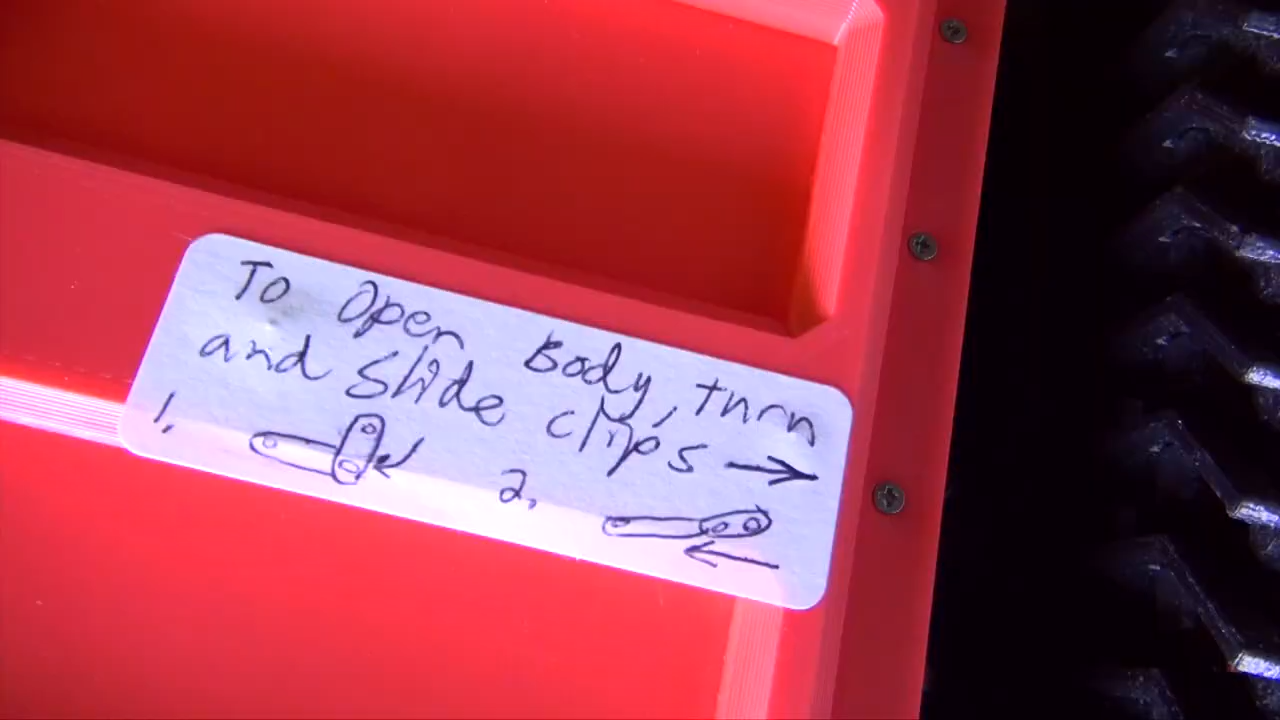 To Open Body, turn
and Slide clips →
1.
2.